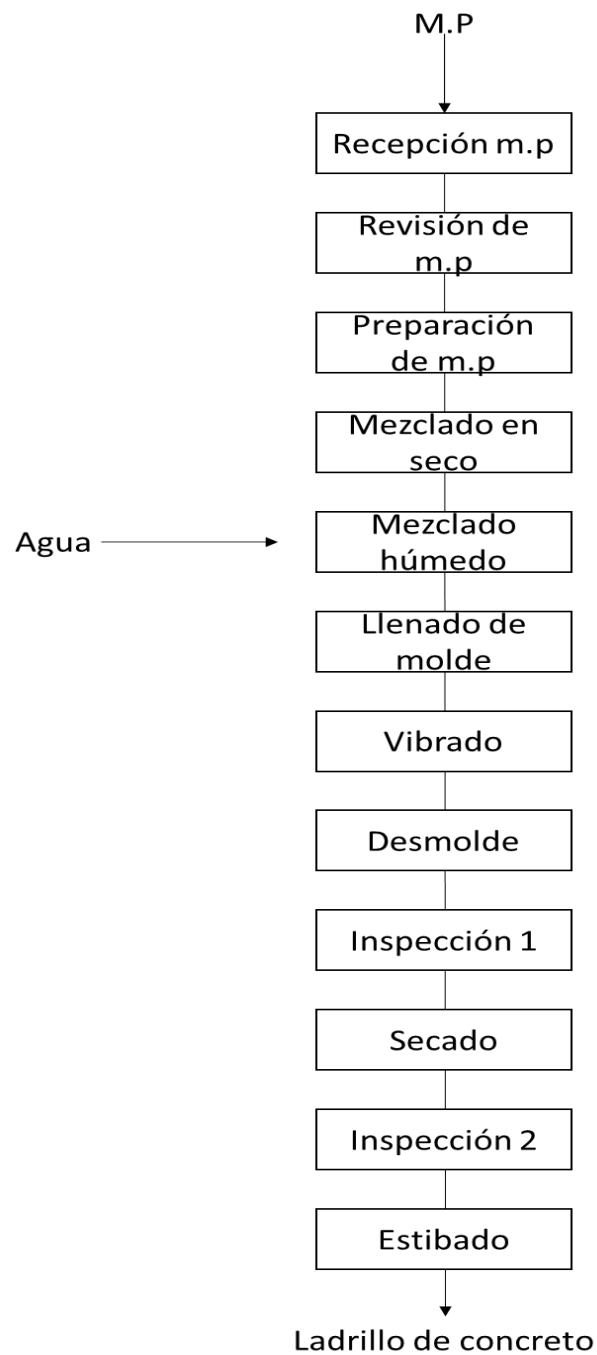 M.P
Recepción m.p
Revisión de
m.p
Preparación
de m.p
Mezclado en
seco
Agua
Mezclado
húmedo
Llenado de
molde
Vibrado
Desmolde
Inspección 1
Secado
Inspección 2
Estibado
Ladrillo de concreto